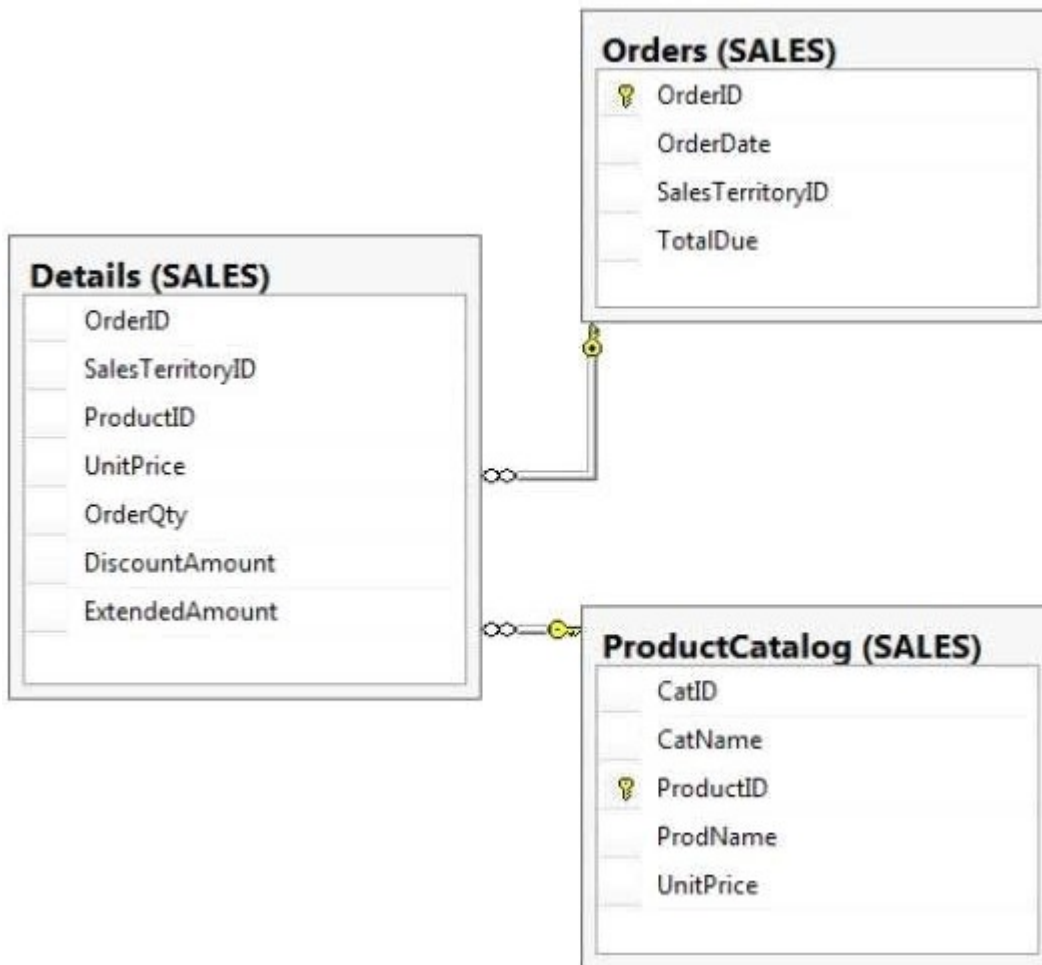 Orders (SALES)
OrderID
OrderDate
SalesTerritoryID
TotalDue
Details (SALES)
OrderID
SalesTerritoryID
ProductID
UnitPrice
OrderQty
DiscountAmount
ExtendedAmount
ProductCatalog (SALES)
CatID
CatName
ProductID
ProdName
UnitPrice